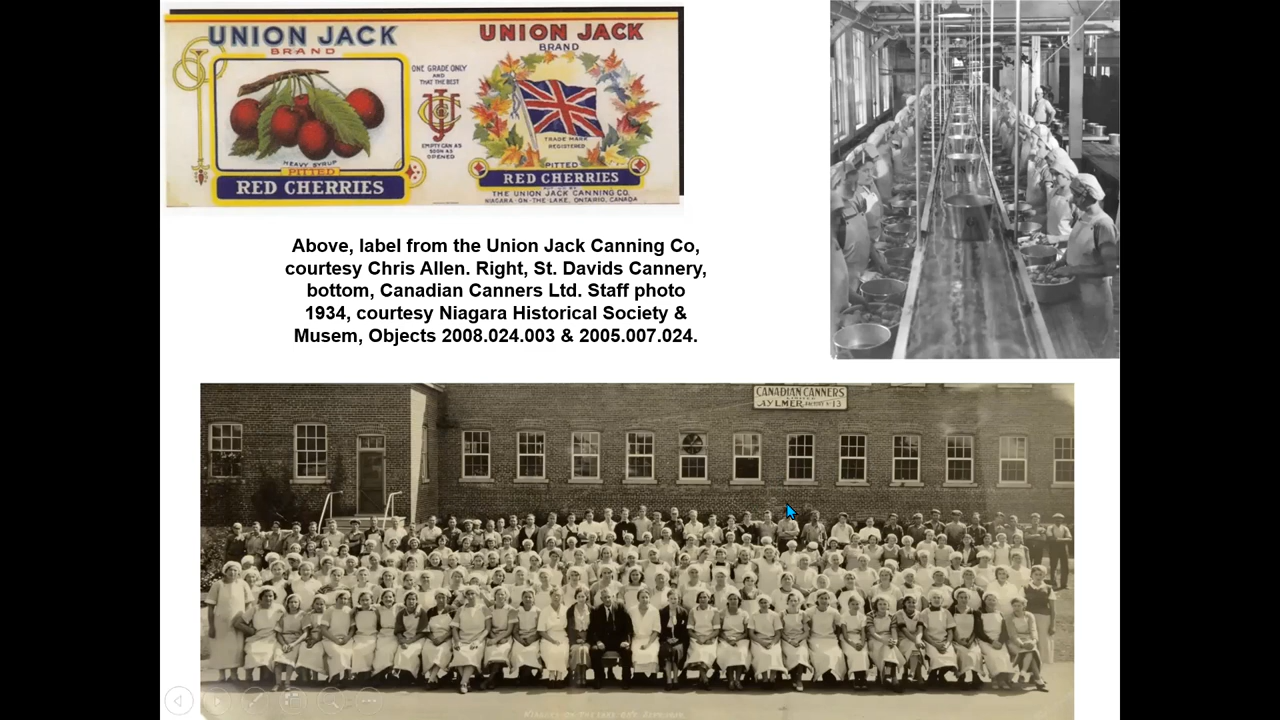 UNION JACK
BRAND
HEAVY SYRUP
PITTED
RED CHERRIES
ONE GRADE ONLY
AND
THAT THE BEST
EMPTY CAN AS
SOON AS
OPENED
UNION JACK
BRAND
TRADE MARK
REGISTERED
PITTED
RED CHERRIES
THE UNION JACK CANNING CO.
NIAGARA-ON-THE-LAKE, ONTARIO, CANADA
Above, label from the Union Jack Canning Co,
courtesy Chris Allen. Right, St. Davids Cannery,
bottom, Canadian Canners Ltd. Staff photo
1934, courtesy Niagara Historical Society &
Musem, Objects 2008.024.003 & 2005.007.024.
CANADIAN CANNERS
LIMITED
AYLMER FACTORY 13